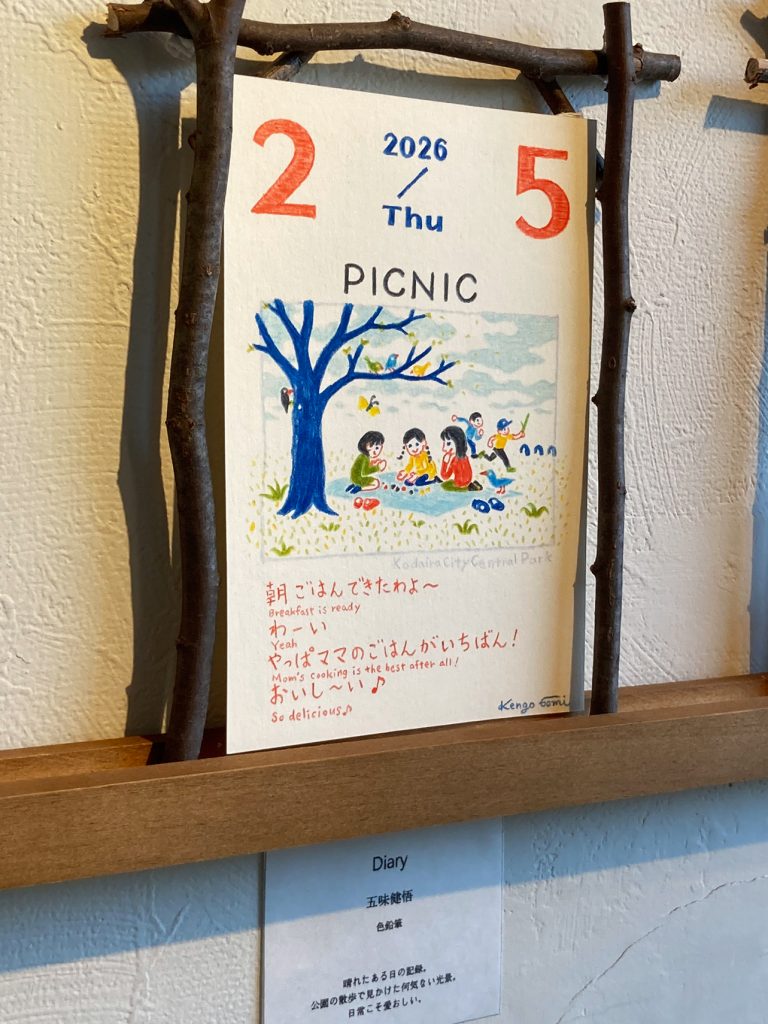 2 2026 5
Thu
PICNIC
Kodaira City Central Park
朝ごはんできたわよ～
Breakfast is ready
わーい
Yeah
やっぱママのごはんがいちばん！
Mom's cooking is the best after all!
おいし～い♪
So delicious♪
Kengo Gomi
Diary
五味健悟
色鉛筆
晴れたある日の記録。
公園の散歩で見かけた何気ない光景。
日常こそ愛おしい。